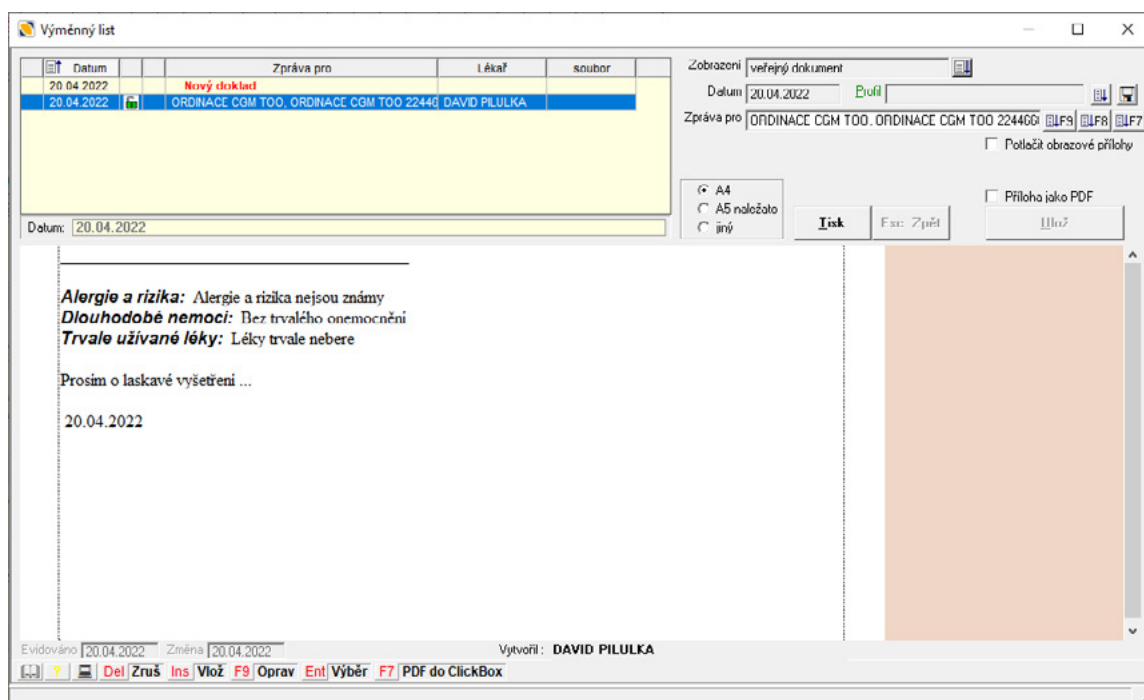 Výměnný list
Datum Zpráva pro Lékař soubor
20.04.2022 Nový doklad
20.04.2022 ORDINACE CGM TOO, ORDINACE CGM TOO 2244 DAVID PILULKA
Datum: 20.04.2022
Zobrazení veřejný dokument
Datum 20.04.2022 Profil
Zpráva pro ORDINACE CGM TOO, ORDINACE CGM TOO 224466 F9 F8 F7
Potlačit obrazové přílohy
A4
A5 naležato
jiný
Tisk
Esc Zpět
Příloha jako PDF
Ulož
Alergie a rizika: Alergie a rizika nejsou známy
Dlouhodobé nemoci: Bez trvalého onemocnění
Trvale užívané léky: Léky trvale nebere
Prosím o laskavé vyšetření ...
20.04.2022
Evidováno 20.04.2022 Změna 20.04.2022 Vytvořil: DAVID PILULKA
? Del Zruš Ins Vlož F9 Oprav Ent Výběr F7 PDF do ClickBox